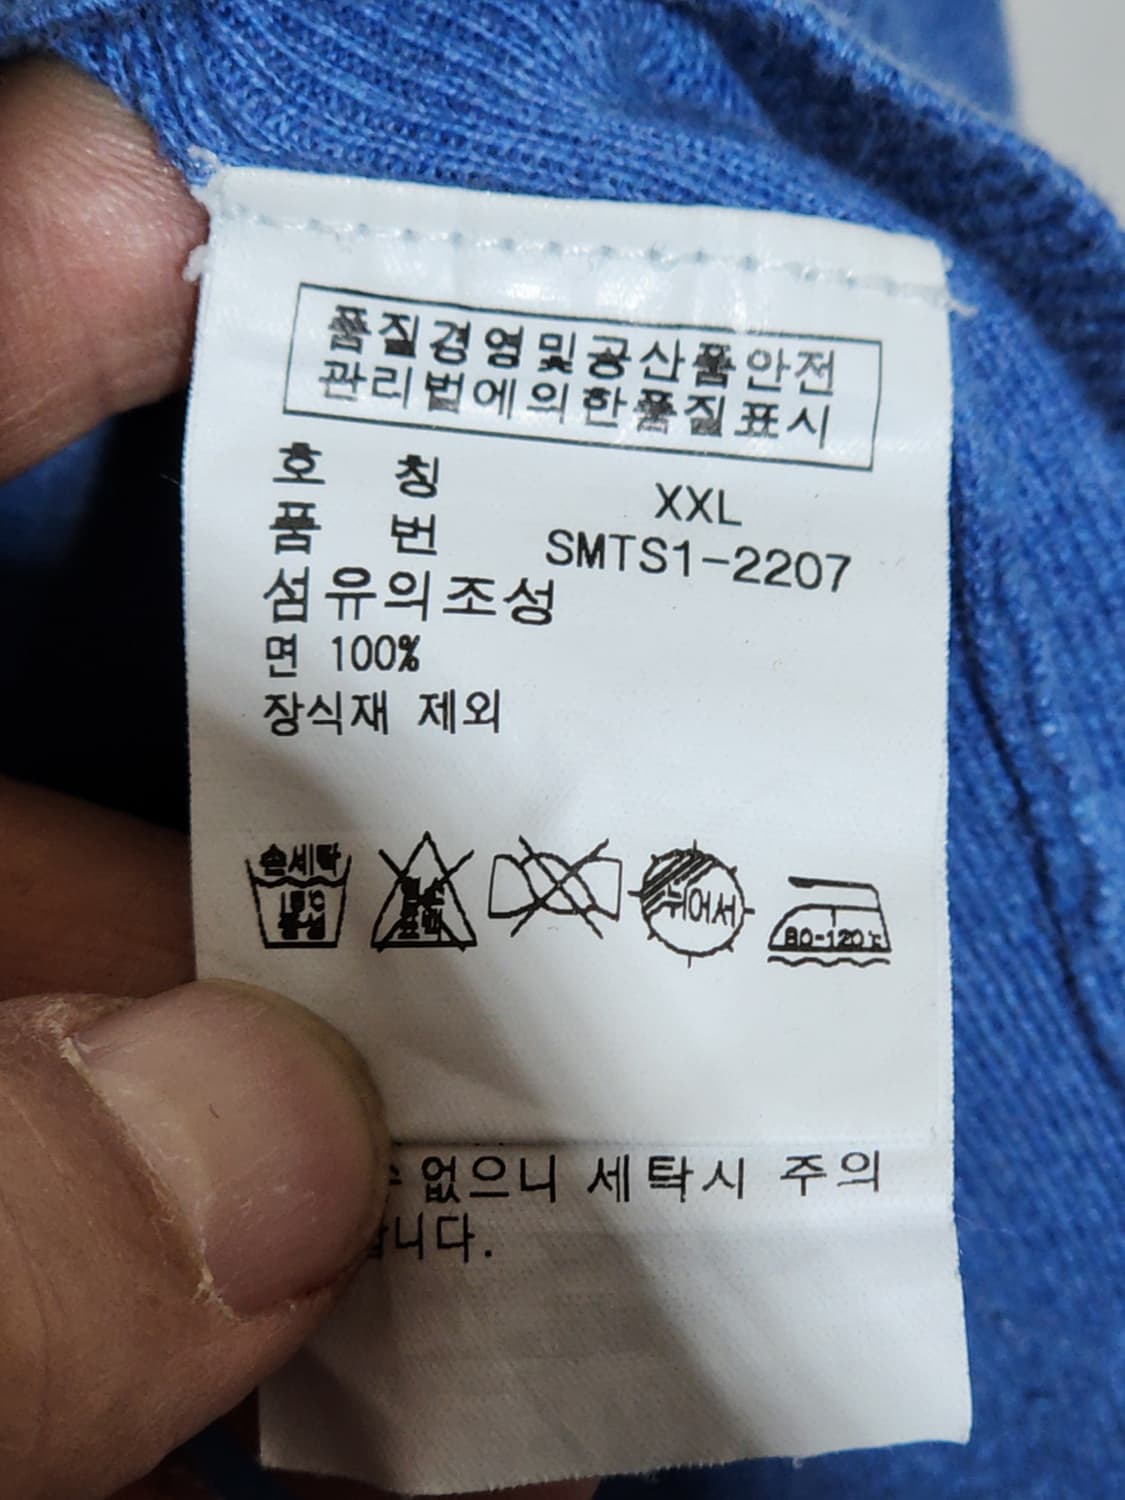 품질경영및공산품안전
관리법에의한품질표시
호 칭 XXL
품 번 SMTS1-2207
섬유의조성
면 100%
장식재 제외
손세탁
중성
뉘어서
80-120℃
없으니 세탁시 주의
니다.